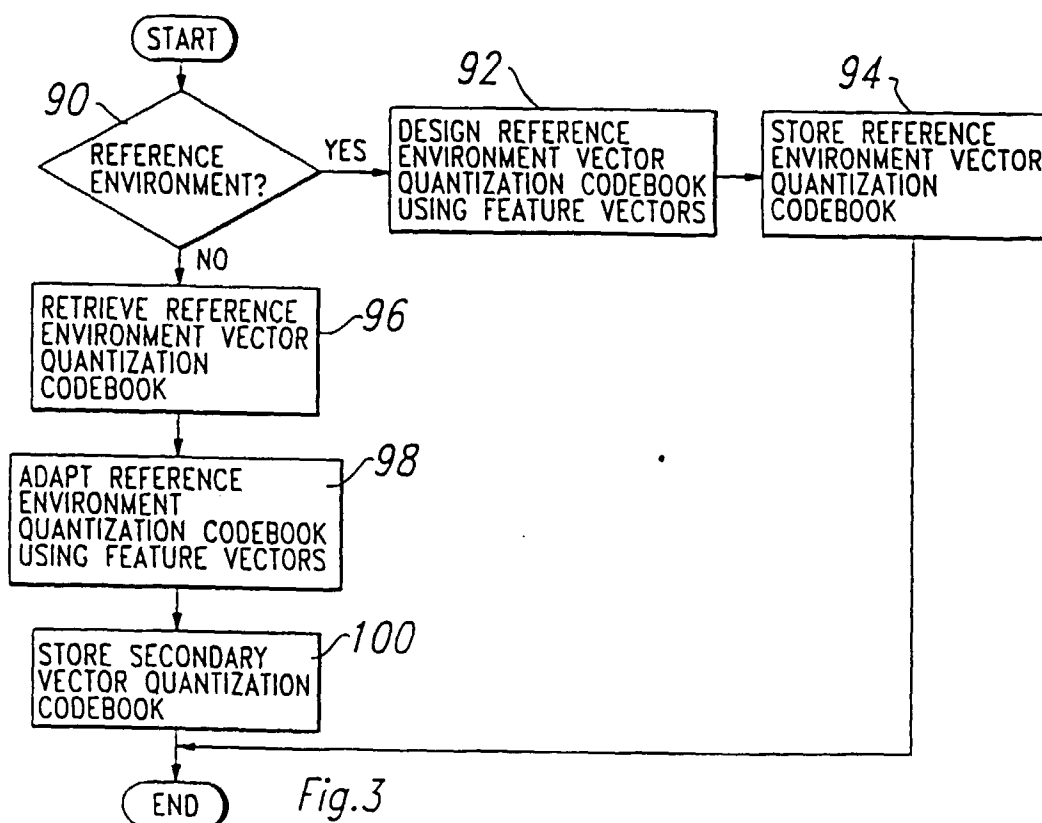 START
90
REFERENCE
ENVIRONMENT?
YES
NO
92
DESIGN REFERENCE
ENVIRONMENT VECTOR
QUANTIZATION CODEBOOK
USING FEATURE VECTORS
94
STORE REFERENCE
ENVIRONMENT VECTOR
QUANTIZATION
CODEBOOK
RETRIEVE REFERENCE
ENVIRONMENT VECTOR
QUANTIZATION
CODEBOOK
96
ADAPT REFERENCE
ENVIRONMENT
QUANTIZATION CODEBOOK
USING FEATURE VECTORS
98
STORE SECONDARY
VECTOR QUANTIZATION
CODEBOOK
100
END
Fig.3